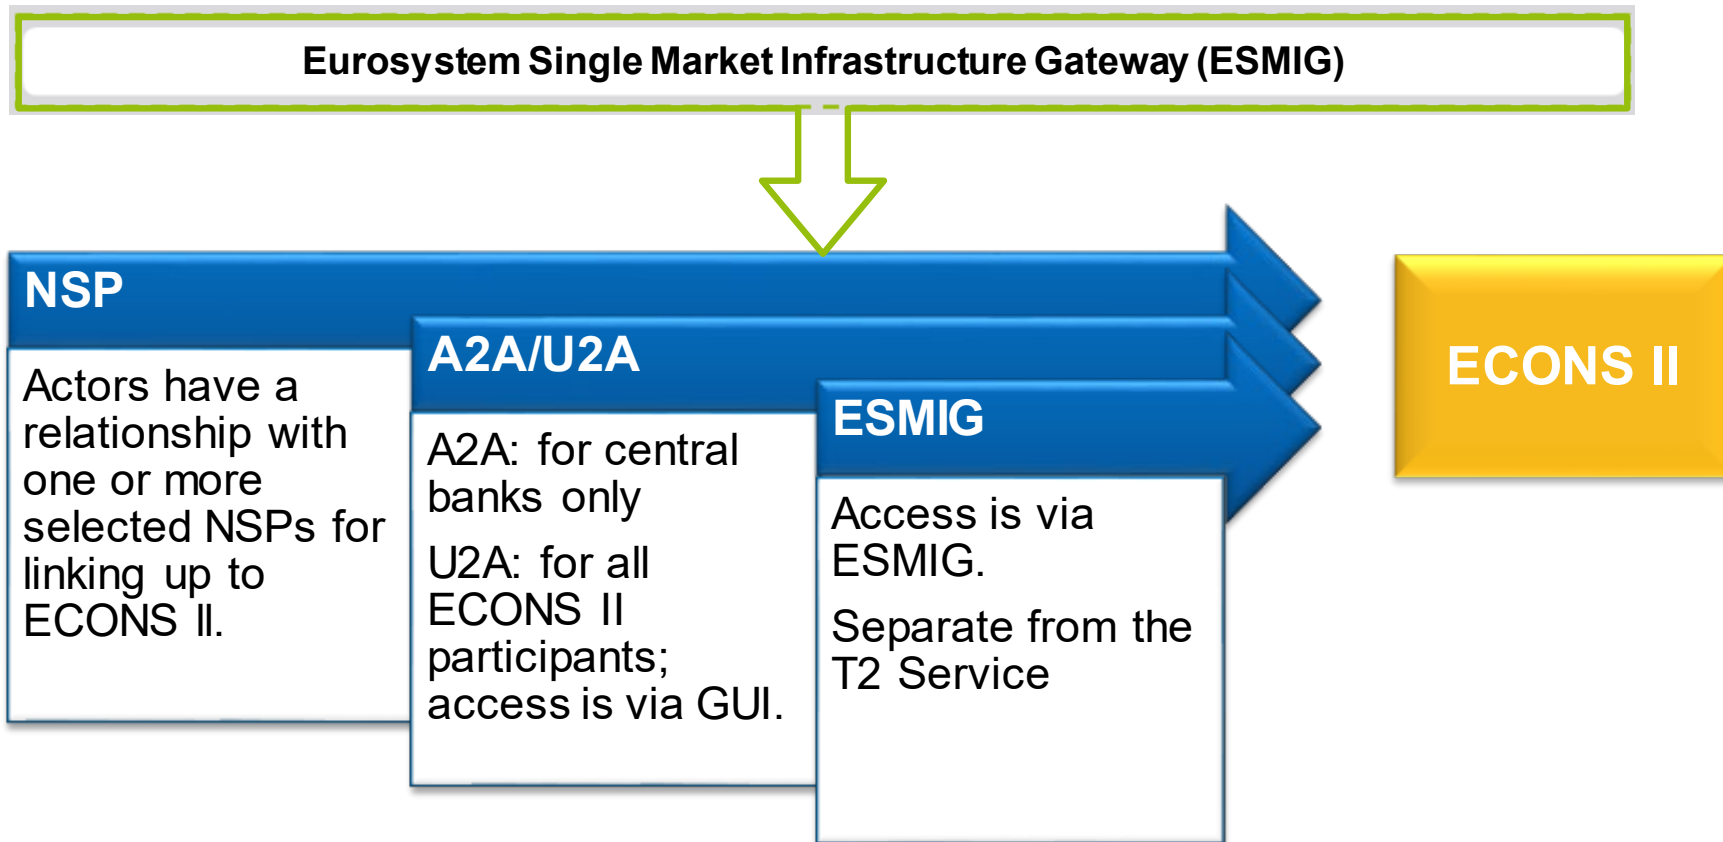 Eurosystem Single Market Infrastructure Gateway (ESMIG)
NSP
Actors have a
relationship with
one or more
selected NSPs for
linking up to
ECONS II.
A2A/U2A
A2A: for central
banks only
U2A: for all
ECONS II
participants;
access is via GUI.
ESMIG
Access is via
ESMIG.
Separate from the
T2 Service
ECONS II